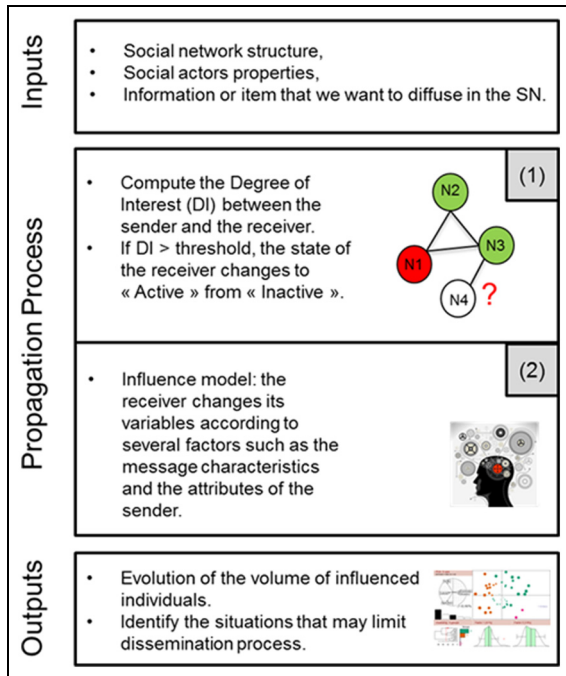 Inputs
• Social network structure,
• Social actors properties,
• Information or item that we want to diffuse in the SN.
Propagation Process
(1)
• Compute the Degree of
Interest (DI) between the
sender and the receiver.
• If DI > threshold, the state of
the receiver changes to
« Active » from « Inactive ».
N2
N3
N1
N4 ?
(2)
• Influence model: the
receiver changes its
variables according to
several factors such as the
message characteristics
and the attributes of the
sender.
Outputs
• Evolution of the volume of influenced
individuals.
• Identify the situations that may limit
dissemination process.